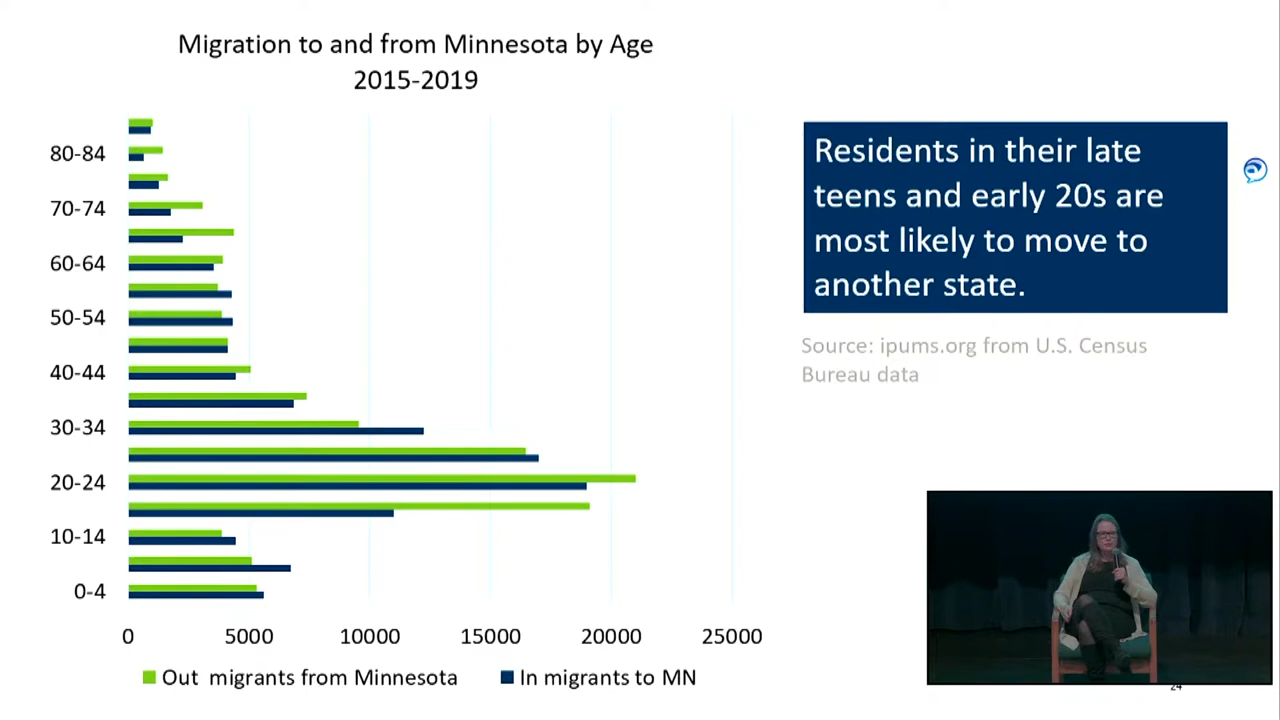 Migration to and from Minnesota by Age
2015-2019
80-84
70-74
60-64
50-54
40-44
30-34
20-24
10-14
0-4
0 5000 10000 15000 20000 25000
Out migrants from Minnesota In migrants to MN
Residents in their late
teens and early 20s are
most likely to move to
another state.
Source: ipums.org from U.S. Census
Bureau data
24